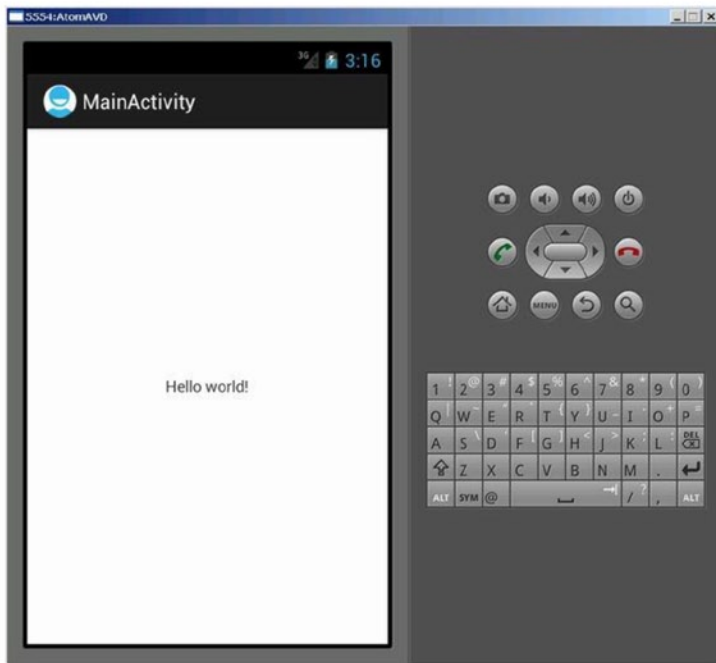 5554:AtomAVD
3G 3:16
MainActivity
Hello world!
MENU
1 ! 2 @ 3 # 4 $ 5 % 6 ^ 7 & 8 * 9 ( 0 )
Q | W ~ E " R ` T { Y } U _ I - O + P =
A S \ D ' F [ G ] H < J > K ; L : DEL
Z X C V B N M .
ALT SYM @ / ? , ALT